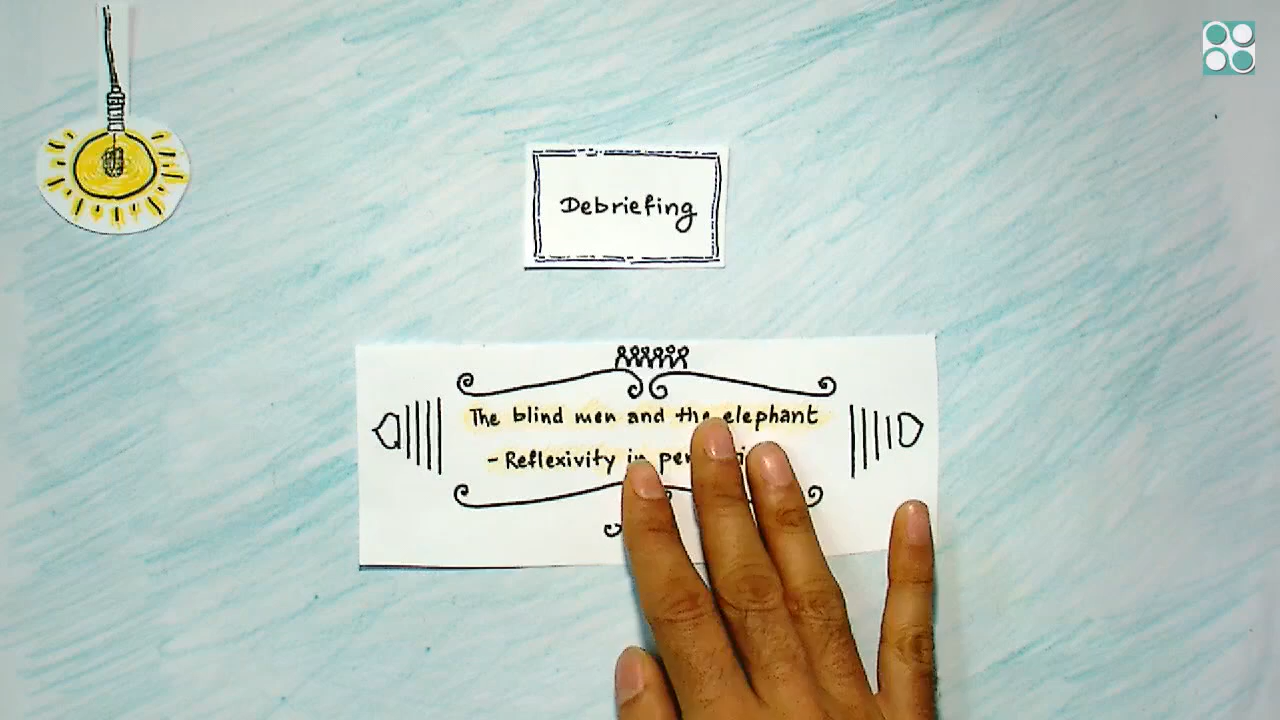 Debriefing
The blind men and the elephant
- Reflexivity in